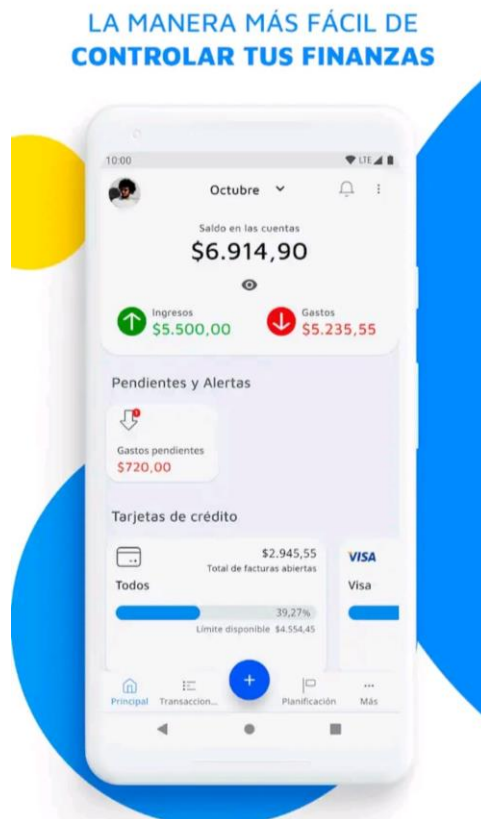 LA MANERA MÁS FÁCIL DE
CONTROLAR TUS FINANZAS
10:00
LTE
Octubre
Saldo en las cuentas
$6.914,90
Ingresos
$5.500,00
Gastos
$5.235,55
Pendientes y Alertas
1
Gastos pendientes
$720,00
Tarjetas de crédito
$2.945,55
Total de facturas abiertas
Todos
39,27%
Límite disponible $4.554,45
VISA
Visa
+
Principal
Transaccion...
Planificación
Más